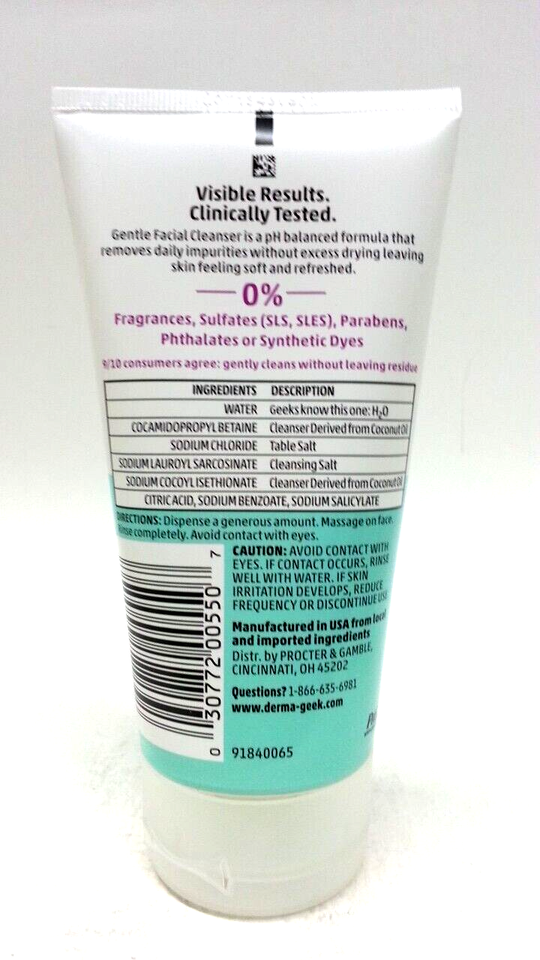 Visible Results.
Clinically Tested.
Gentle Facial Cleanser is a pH balanced formula that
removes daily impurities without excess drying leaving
skin feeling soft and refreshed.
0%
Fragrances, Sulfates (SLS, SLES), Parabens,
Phthalates or Synthetic Dyes
9/10 consumers agree: gently cleans without leaving residue
INGREDIENTS DESCRIPTION
WATER Geeks know this one: H₂O
COCAMIDOPROPYL BETAINE Cleanser Derived from Coconut Oil
SODIUM CHLORIDE Table Salt
SODIUM LAUROYL SARCOSINATE Cleansing Salt
SODIUM COCOYL ISETHIONATE Cleanser Derived from Coconut Oil
CITRIC ACID, SODIUM BENZOATE, SODIUM SALICYLATE
DIRECTIONS: Dispense a generous amount. Massage on face.
Rinse completely. Avoid contact with eyes.
CAUTION: AVOID CONTACT WITH
EYES. IF CONTACT OCCURS, RINSE
WELL WITH WATER. IF SKIN
IRRITATION DEVELOPS, REDUCE
FREQUENCY OR DISCONTINUE USE
Manufactured in USA from local
and imported ingredients
Distr. by PROCTER & GAMBLE,
CINCINNATI, OH 45202
Questions? 1-866-635-6981
www.derma-geek.com
0 30772 00550 7
91840065